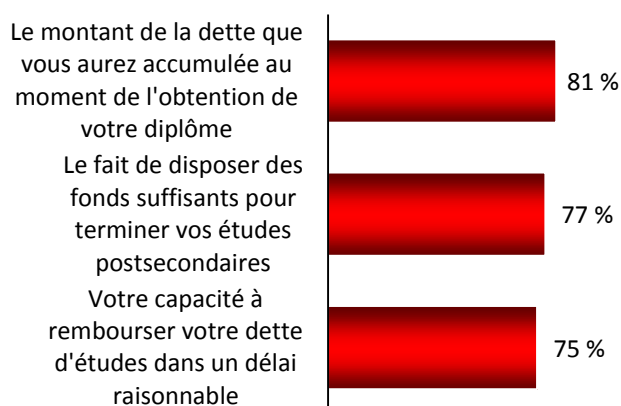 Le montant de la dette que
vous aurez accumulée au
moment de l'obtention de
votre diplôme
81 %
Le fait de disposer des
fonds suffisants pour
terminer vos études
postsecondaires
77 %
Votre capacité à
rembourser votre dette
d'études dans un délai
raisonnable
75 %